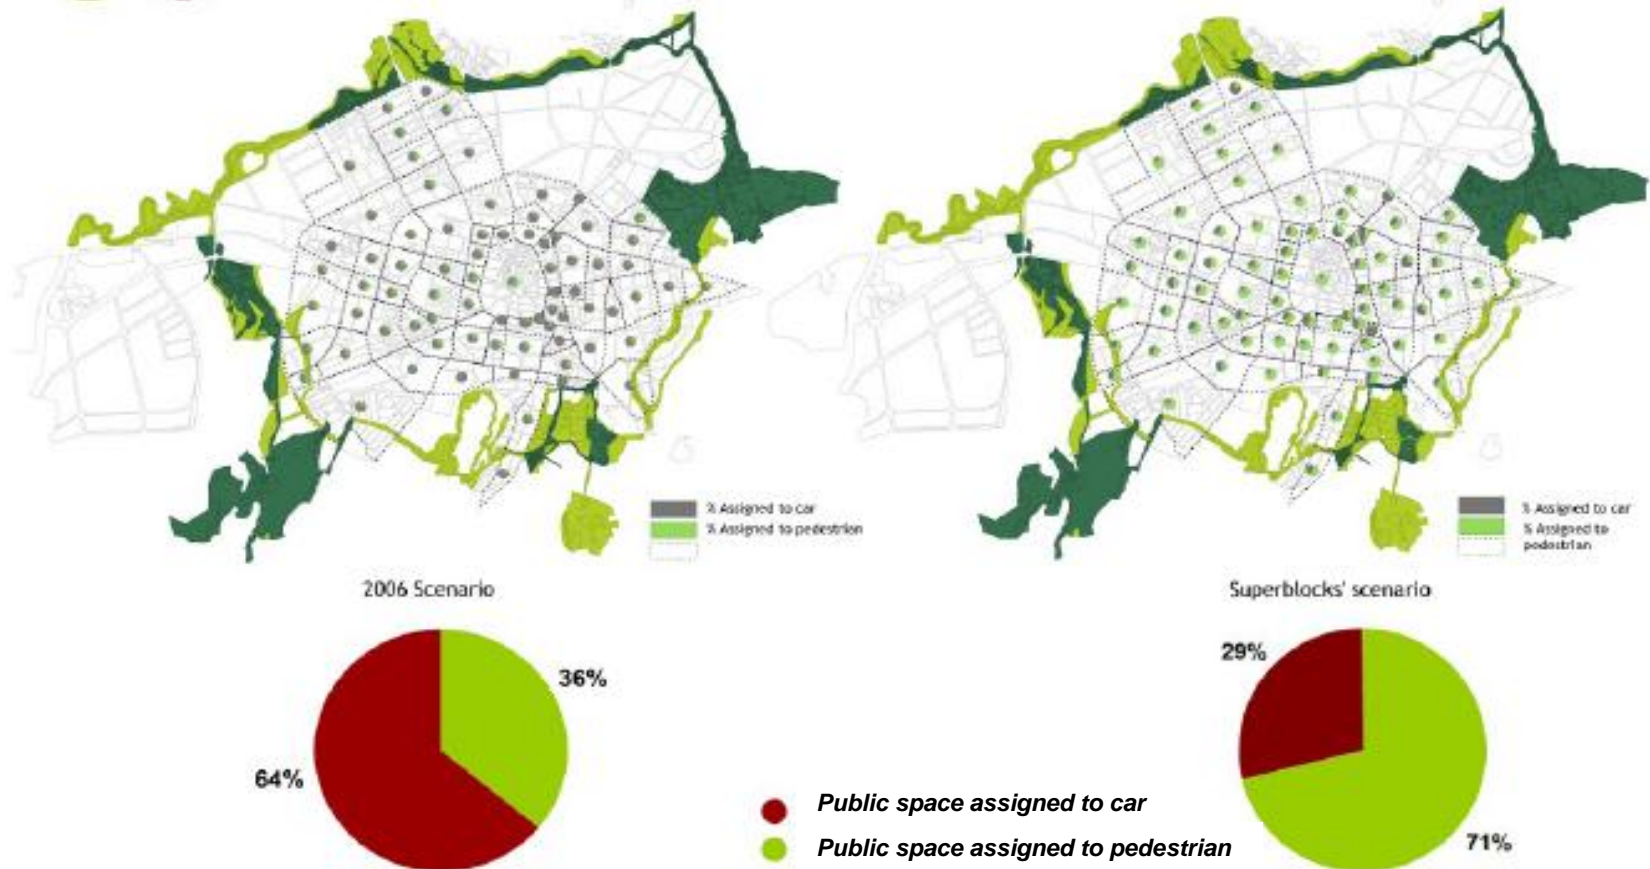 % Assigned to car
% Assigned to pedestrian
% Assigned to car
% Assigned to
pedestrian
2006 Scenario
Superblocks' scenario
36%
64%
29%
71%
Public space assigned to car
Public space assigned to pedestrian